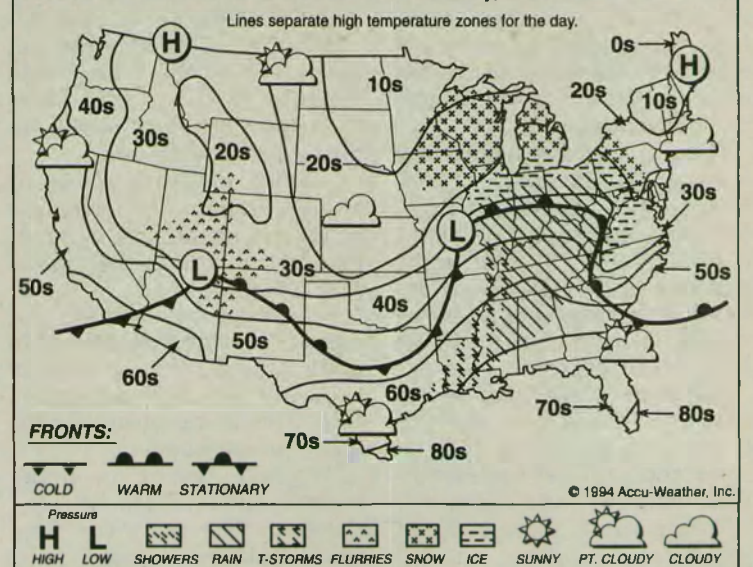 Lines separate high temperature zones for the day.
H
0s
H
10s
20s
10s
40s
30s
20s
20s
30s
L
L
30s
50s
50s
40s
50s
60s
60s
70s
80s
70s
80s
FRONTS:
COLD WARM STATIONARY
© 1994 Accu-Weather, Inc.
Pressure
H L
HIGH LOW SHOWERS RAIN T-STORMS FLURRIES SNOW ICE SUNNY PT. CLOUDY CLOUDY